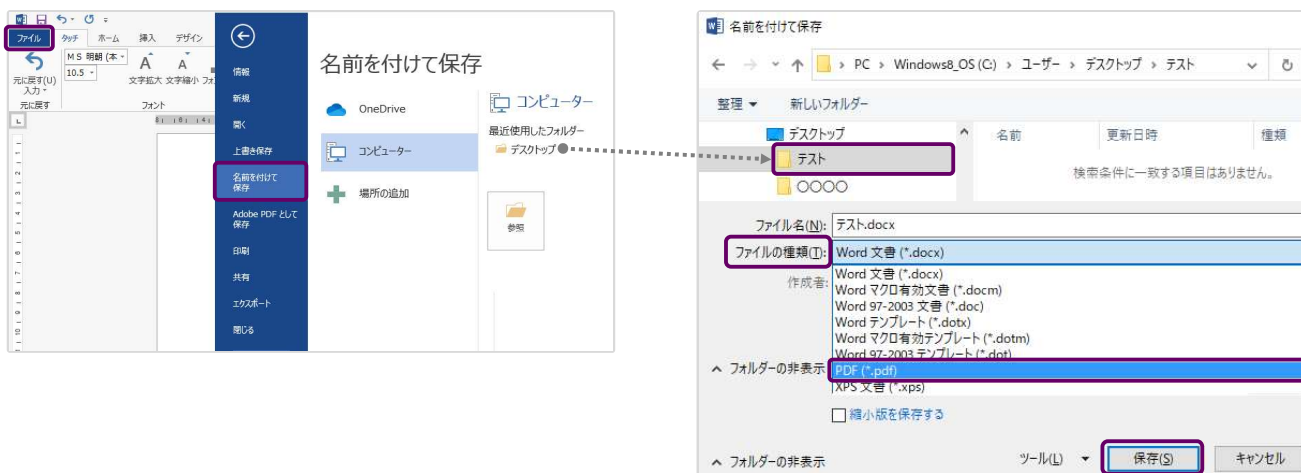 ファイル
タッチ ホーム 挿入 デザイン
元に戻す(U)
入力
元に戻す
MS 明朝 (本
10.5
文字拡大 文字縮小
フォント
情報
新規
開く
上書き保存
名前を付けて
保存
Adobe PDF として
保存
印刷
共有
エクスポート
閉じる
名前を付けて保存
OneDrive
コンピューター
場所の追加
コンピューター
最近使用したフォルダー
デスクトップ
参照
名前を付けて保存
PC › Windows8_OS (C:) › ユーザー › デスクトップ › テスト
整理 新しいフォルダー
デスクトップ
テスト
〇〇〇〇
名前 更新日時 種類
検索条件に一致する項目はありません。
ファイル名(N): テスト.docx
ファイルの種類(T): Word 文書 (*.docx)
作成者:
Word 文書 (*.docx)
Word マクロ有効文書 (*.docm)
Word 97-2003 文書 (*.doc)
Word テンプレート (*.dotx)
Word マクロ有効テンプレート (*.dotm)
Word 97-2003 テンプレート (*.dot)
フォルダーの非表示 PDF (*.pdf)
XPS 文書 (*.xps)
縮小版を保存する
フォルダーの非表示 ツール(L) 保存(S) キャンセル